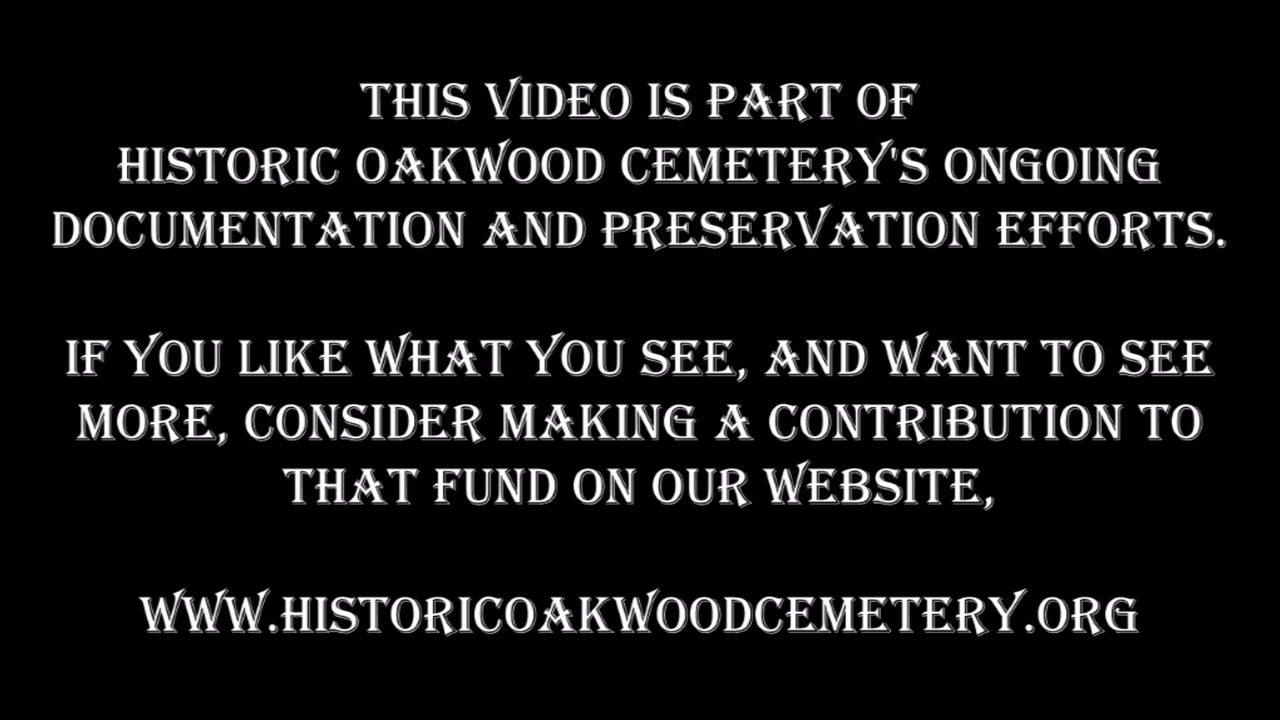 THIS VIDEO IS PART OF
HISTORIC OAKWOOD CEMETERY'S ONGOING
DOCUMENTATION AND PRESERVATION EFFORTS.
IF YOU LIKE WHAT YOU SEE, AND WANT TO SEE
MORE, CONSIDER MAKING A CONTRIBUTION TO
THAT FUND ON OUR WEBSITE,
WWW.HISTORICOAKWOODCEMETERY.ORG